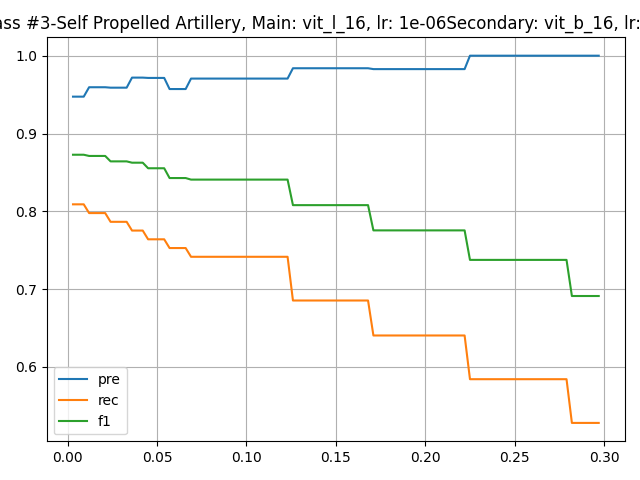 ass #3-Self Propelled Artillery, Main: vit_l_16, lr: 1e-06Secondary: vit_b_16, lr:
1.0
0.9
0.8
0.7
0.6
pre
rec
f1
0.00 0.05 0.10 0.15 0.20 0.25 0.30